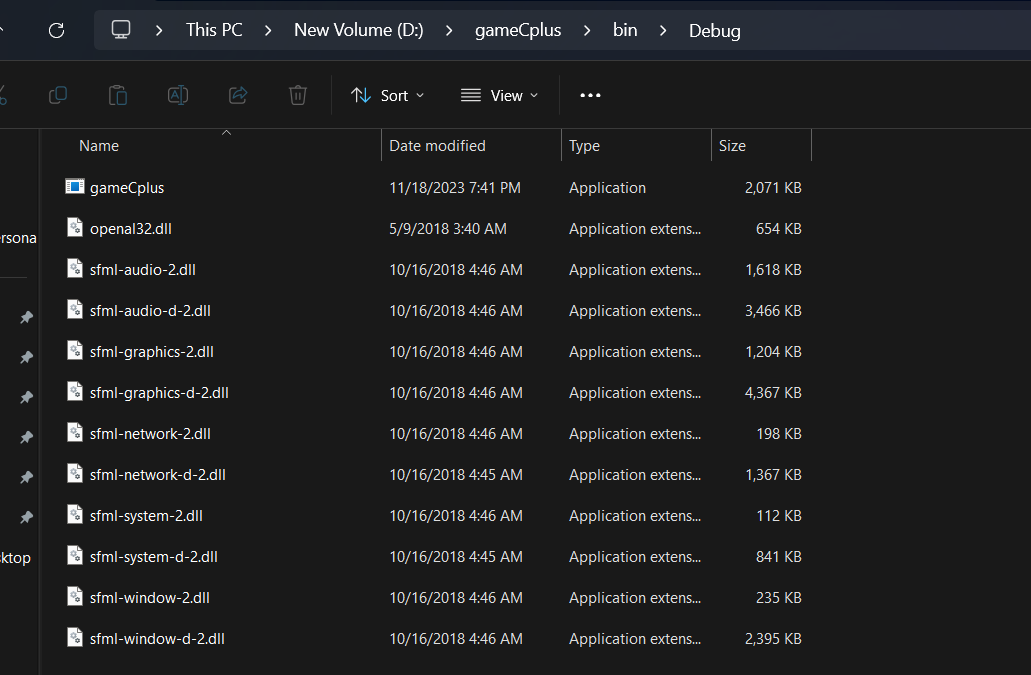 This PC > New Volume (D:) > gameCplus > bin > Debug
Sort View
Name Date modified Type Size
gameCplus 11/18/2023 7:41 PM Application 2,071 KB
openal32.dll 5/9/2018 3:40 AM Application extens... 654 KB
ersona
sfml-audio-2.dll 10/16/2018 4:46 AM Application extens... 1,618 KB
sfml-audio-d-2.dll 10/16/2018 4:46 AM Application extens... 3,466 KB
sfml-graphics-2.dll 10/16/2018 4:46 AM Application extens... 1,204 KB
sfml-graphics-d-2.dll 10/16/2018 4:46 AM Application extens... 4,367 KB
sfml-network-2.dll 10/16/2018 4:46 AM Application extens... 198 KB
sfml-network-d-2.dll 10/16/2018 4:45 AM Application extens... 1,367 KB
sfml-system-2.dll 10/16/2018 4:46 AM Application extens... 112 KB
sfml-system-d-2.dll 10/16/2018 4:45 AM Application extens... 841 KB
ktop
sfml-window-2.dll 10/16/2018 4:46 AM Application extens... 235 KB
sfml-window-d-2.dll 10/16/2018 4:46 AM Application extens... 2,395 KB